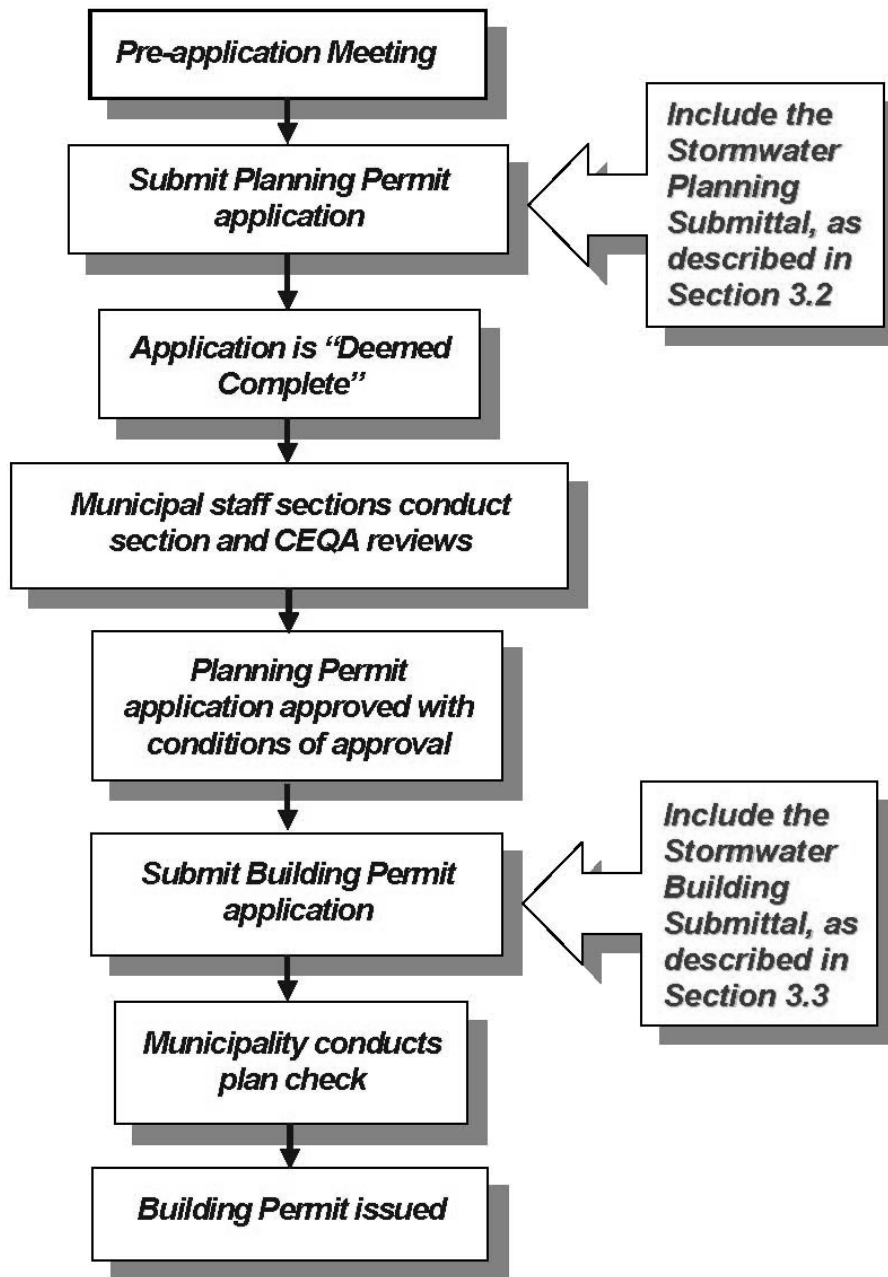 Pre-application Meeting
Submit Planning Permit
application
Include the
Stormwater
Planning
Submittal, as
described in
Section 3.2
Application is “Deemed
Complete”
Municipal staff sections conduct
section and CEQA reviews
Planning Permit
application approved with
conditions of approval
Submit Building Permit
application
Include the
Stormwater
Building
Submittal, as
described in
Section 3.3
Municipality conducts
plan check
Building Permit issued